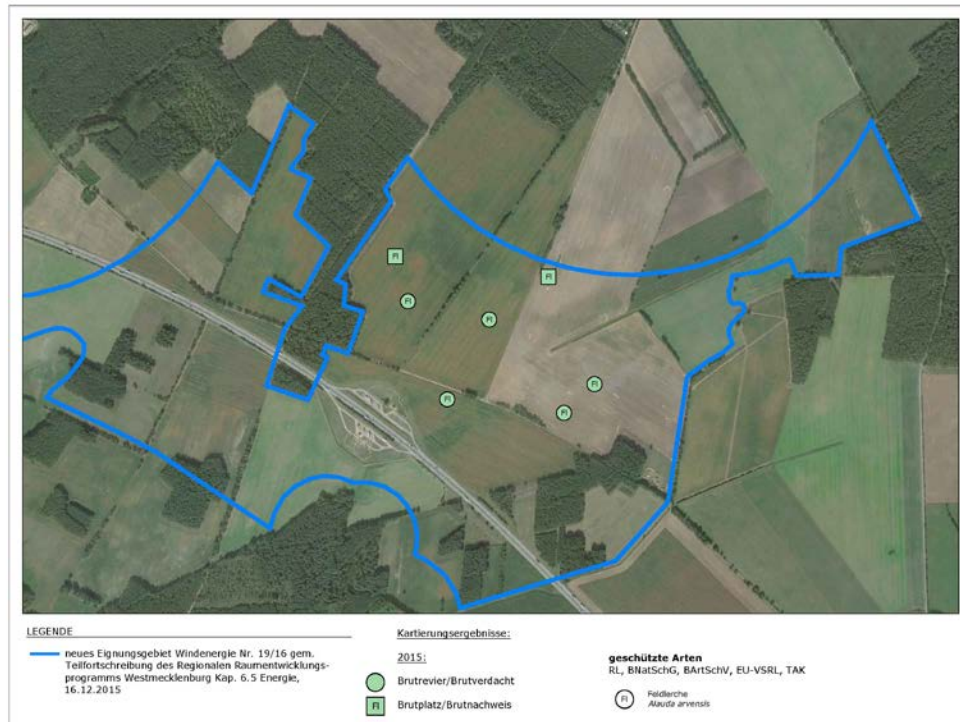 Fl
Fl
Fl
Fl
Fl
Fl
Fl
LEGENDE
neues Eignungsgebiet Windenergie Nr. 19/16 gem.
Teilfortschreibung des Regionalen Raumentwicklungs-
programms Westmecklenburg Kap. 6.5 Energie,
16.12.2015
Kartierungsergebnisse:
2015:
Brutrevier/Brutverdacht
Fl
Brutplatz/Brutnachweis
geschützte Arten
RL, BNatSchG, BArtSchV, EU-VSRL, TAK
Fl
Feldlerche
Alauda arvensis